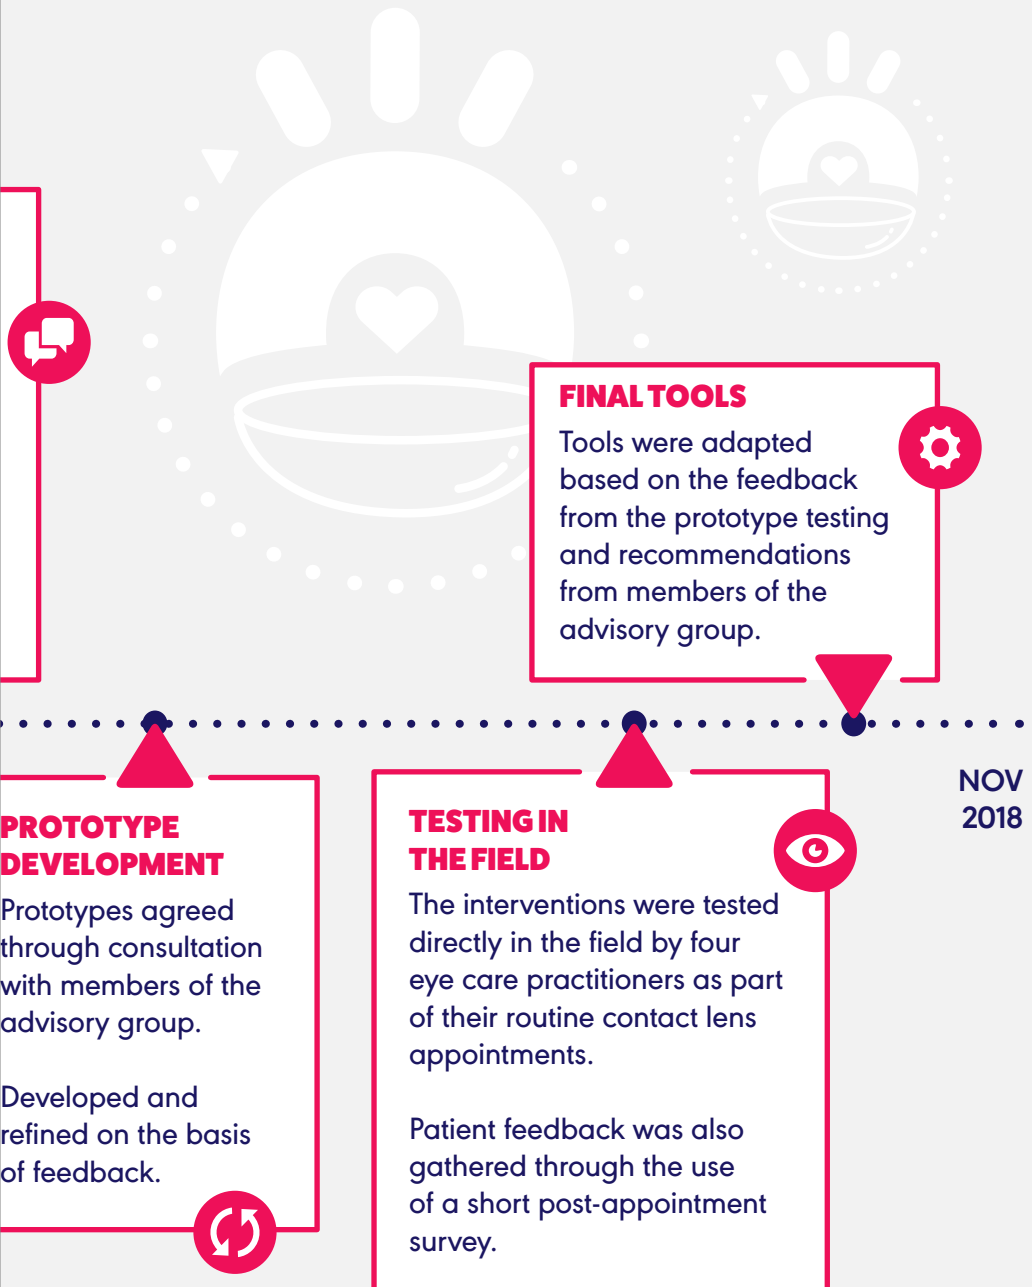 FINAL TOOLS
Tools were adapted
based on the feedback
from the prototype testing
and recommendations
from members of the
advisory group.
NOV
2018
PROTOTYPE
DEVELOPMENT
Prototypes agreed
through consultation
with members of the
advisory group.
Developed and
refined on the basis
of feedback.
TESTING IN
THE FIELD
The interventions were tested
directly in the field by four
eye care practitioners as part
of their routine contact lens
appointments.
Patient feedback was also
gathered through the use
of a short post-appointment
survey.